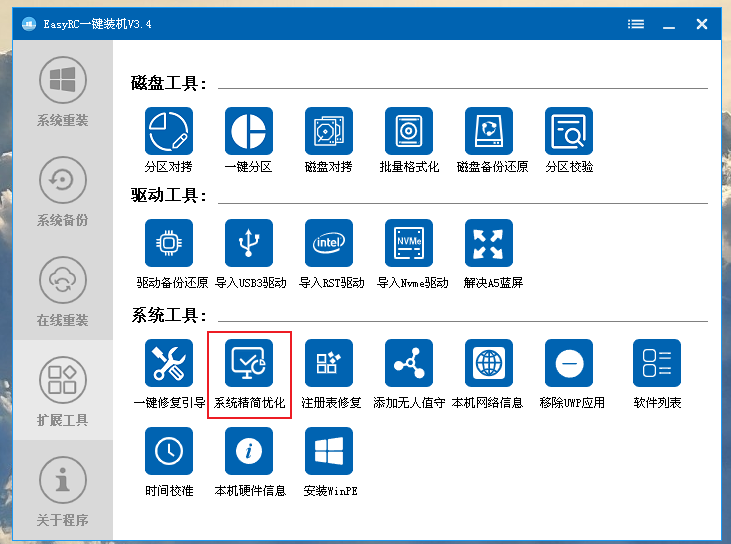 EasyRC一键装机V3.4
系统重装
系统备份
在线重装
扩展工具
关于程序
磁盘工具：
分区对拷 一键分区 磁盘对拷 批量格式化 磁盘备份还原 分区校验
驱动工具：
intel NVMe
驱动备份还原 导入USB3驱动 导入RST驱动 导入Nvme驱动 解决A5蓝屏
系统工具：
一键修复引导 系统精简优化 注册表修复 添加无人值守 本机网络信息 移除UWP应用 软件列表
时间校准 本机硬件信息 安装WinPE